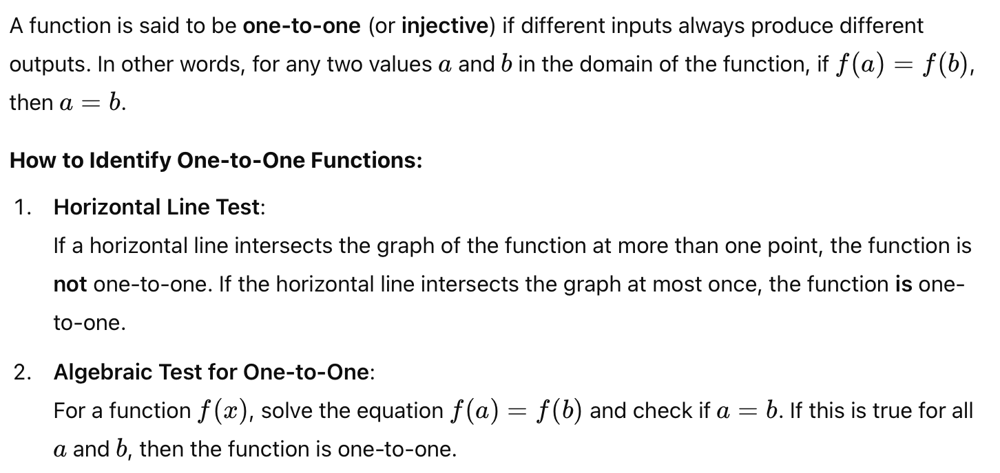 A function is said to be one-to-one (or injective) if different inputs always produce different
outputs. In other words, for any two values a and b in the domain of the function, if f(a) = f(b),
then a = b.
How to Identify One-to-One Functions:
1. Horizontal Line Test:
If a horizontal line intersects the graph of the function at more than one point, the function is
not one-to-one. If the horizontal line intersects the graph at most once, the function is one-
to-one.
2. Algebraic Test for One-to-One:
For a function f(x), solve the equation f(a) = f(b) and check if a = b. If this is true for all
a and b, then the function is one-to-one.